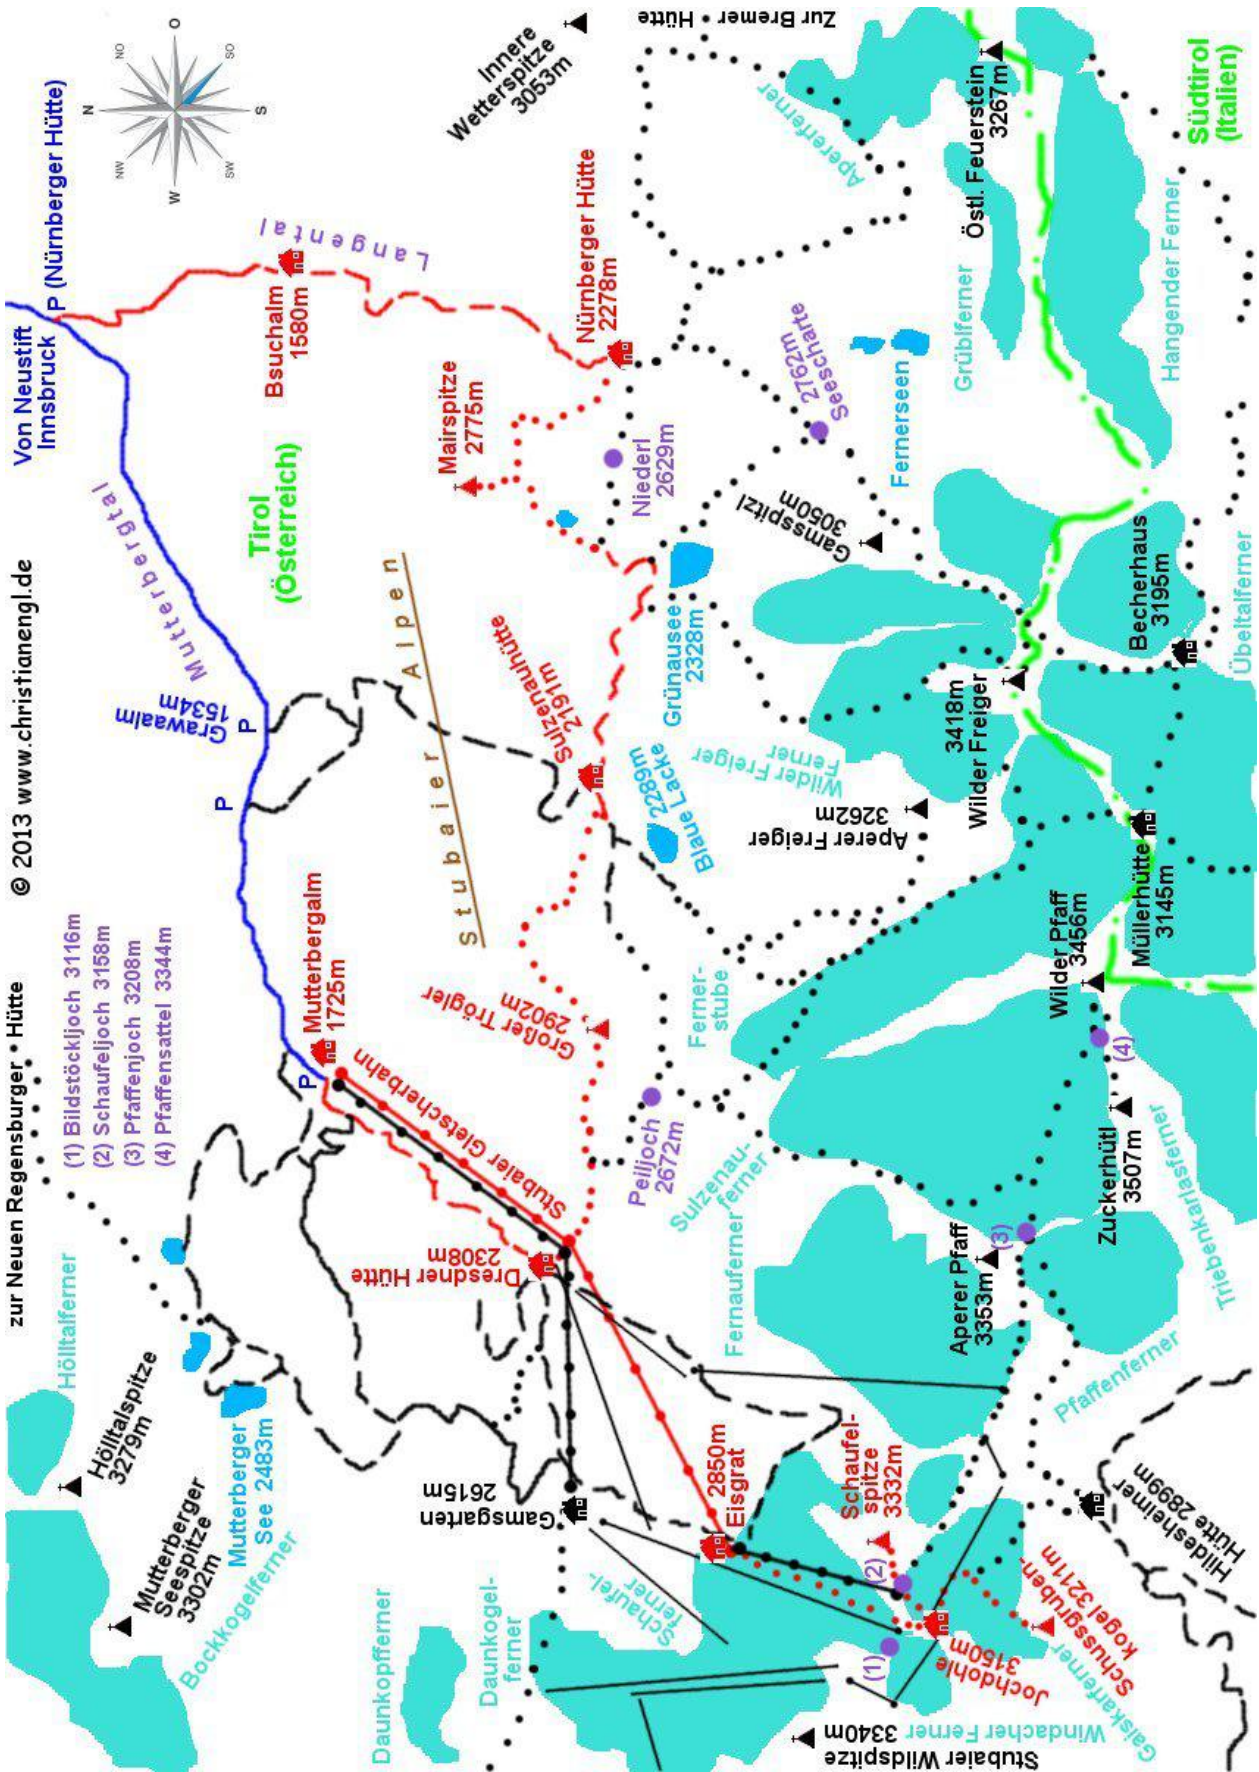 © 2013 www.christianengl.de
zur Neuen Regensburger • Hütte
Von Neustift
Innsbruck
P (Nürnberger Hütte)
N
NO
O
SO
S
SW
W
NW
N
(1) Bildstöckljoch 3116m
(2) Schaufeljoch 3158m
(3) Pfaffenjoch 3208m
(4) Pfaffensattel 3344m
Hölltalferner
Hölltalspitze
3279m
Mutterberger
Seespitze
3302m
Mutterberger
See 2483m
Bockkogelferner
Mutterbergalm
1725m
P
P
P
Grawaalm
1534m
Mutterbergtal
Tirol
(Österreich)
Bsuchalm
1580m
Langental
Innere
Wetterspitze
3053m
Zur Bremer • Hütte
Stubaier Alpen
Mairspitze
2775m
Nürnberger Hütte
2278m
Niederl
2629m
Sulzenauhütte
2191m
Grünausee
2328m
2289m
Blaue Lacke
Großer Trögler
2902m
Stubaier Gletscherbahn
Dresdner Hütte
2308m
Gamsgarten
2615m
Daunkopfferner
Daunkogel-
ferner
Schaufel-
ferner
2850m
Eisgrat
Schaufel-
spitze
3332m
(2)
(1)
Jochdohle
3150m
Stubaier Wildspitze
3340m
Windacher Ferner
Gaiskarferner
Schussgruben-
kogel 3211m
Hildesheimer
Hütte 2899m
Pfaffenferner
Fernauferner
Sulzenau-
ferner
Peiljoch
2672m
Ferner-
stube
Aperer Pfaff
3353m
(3)
Zuckerhütl
3507m
(4)
Triebenkarlasferner
Wilder Pfaff
3456m
Müllerhütte
3145m
Aperer Freiger
3262m
Wilder Freiger
Ferner
3418m
Wilder Freiger
Becherhaus
3195m
Übeltalferner
Gamsspitzl
3050m
2762m
Seescharte
Fernerseen
Grüblferner
Hangender Ferner
Apererferner
Östl. Feuerstein
3267m
Südtirol
(Italien)